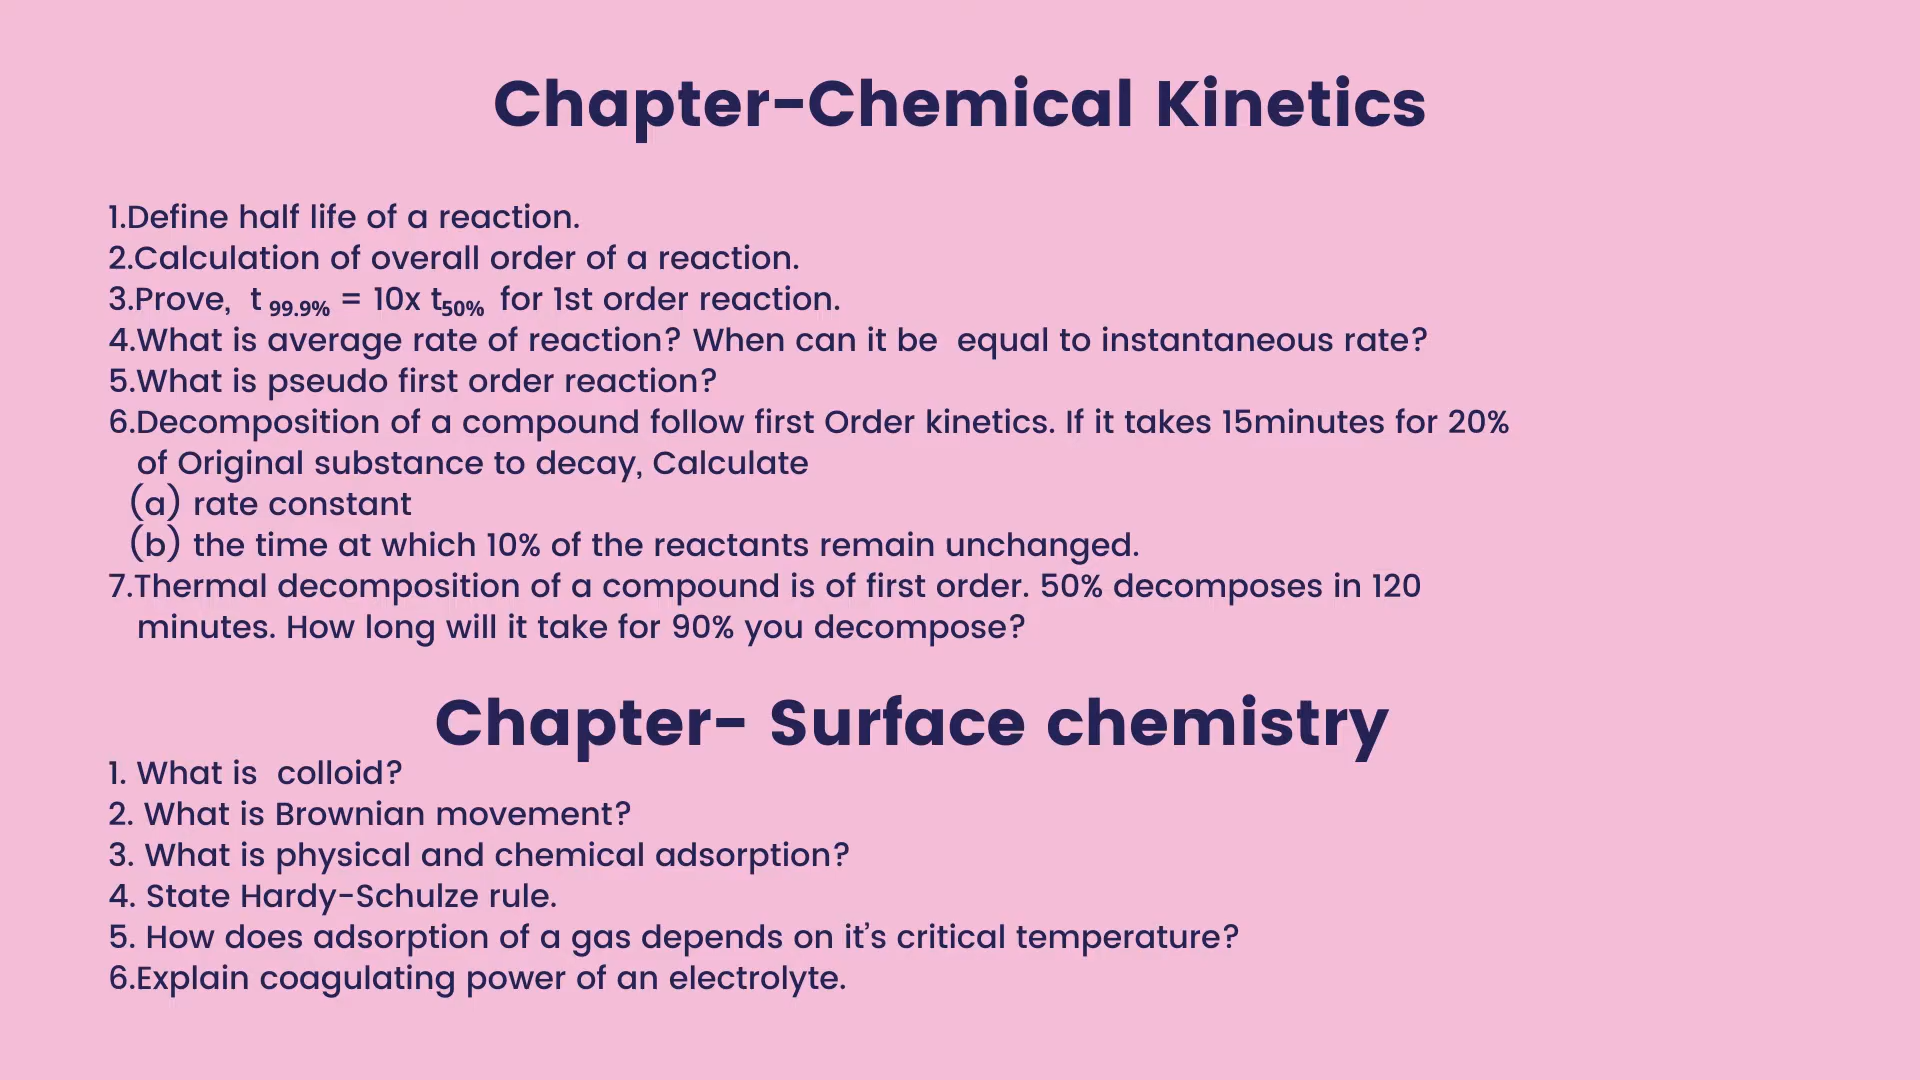 Chapter-Chemical Kinetics
1.Define half life of a reaction.
2.Calculation of overall order of a reaction.
3.Prove, t 99.9% = 10x t50% for 1st order reaction.
4.What is average rate of reaction? When can it be equal to instantaneous rate?
5.What is pseudo first order reaction?
6.Decomposition of a compound follow first Order kinetics. If it takes 15minutes for 20%
of Original substance to decay, Calculate
(a) rate constant
(b) the time at which 10% of the reactants remain unchanged.
7.Thermal decomposition of a compound is of first order. 50% decomposes in 120
minutes. How long will it take for 90% you decompose?
Chapter- Surface chemistry
1. What is colloid?
2. What is Brownian movement?
3. What is physical and chemical adsorption?
4. State Hardy-Schulze rule.
5. How does adsorption of a gas depends on it’s critical temperature?
6.Explain coagulating power of an electrolyte.